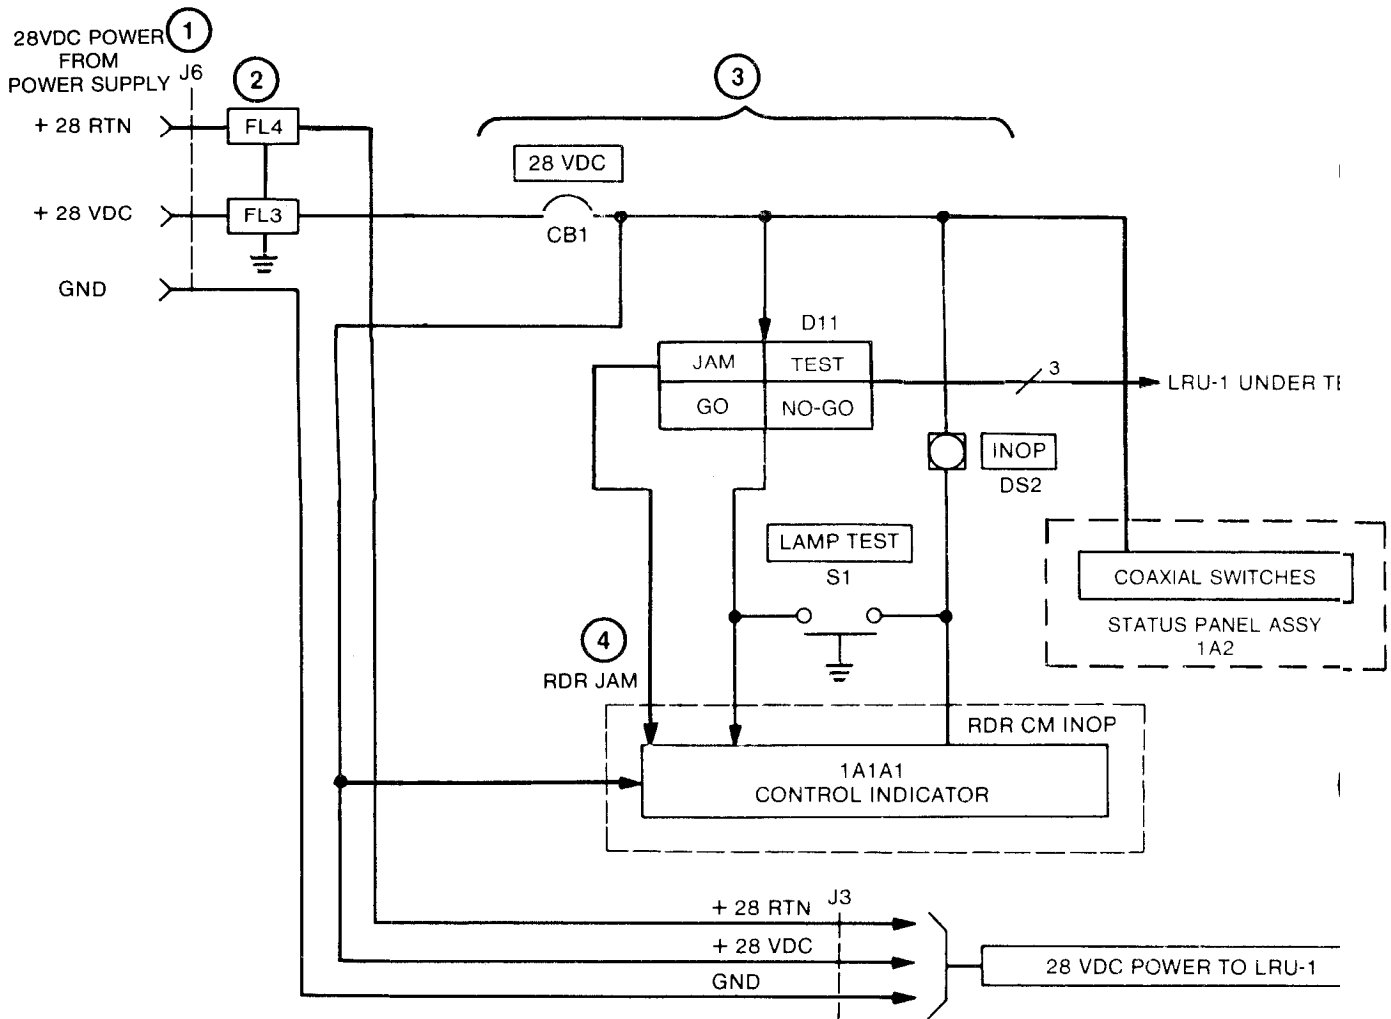 1
28VDC POWER
FROM
POWER SUPPLY
J6
2
3
+ 28 RTN
FL4
28 VDC
+ 28 VDC
FL3
CB1
GND
D11
JAM
TEST
3
LRU-1 UNDER TE
GO
NO-GO
INOP
DS2
LAMP TEST
S1
COAXIAL SWITCHES
STATUS PANEL ASSY
1A2
4
RDR JAM
RDR CM INOP
1A1A1
CONTROL INDICATOR
J3
+ 28 RTN
+ 28 VDC
GND
28 VDC POWER TO LRU-1